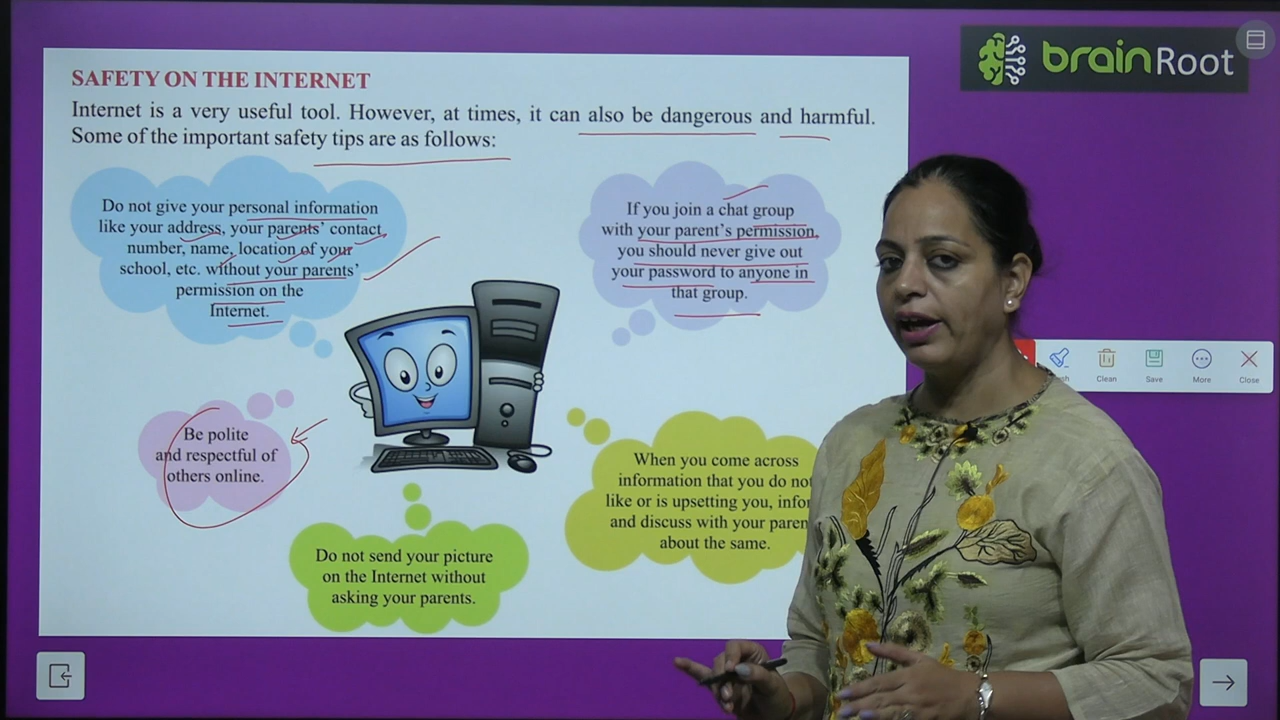 SAFETY ON THE INTERNET
Internet is a very useful tool. However, at times, it can also be dangerous and harmful.
Some of the important safety tips are as follows:
Do not give your personal information
like your address, your parents' contact
number, name, location of your
school, etc. without your parents'
permission on the
Internet.
If you join a chat group
with your parent's permission,
you should never give out
your password to anyone in
that group.
Be polite
and respectful of
others online.
Do not send your picture
on the Internet without
asking your parents.
When you come across
information that you do
like or is upsetting you,
and discuss with your
about the same.
brainRoot
Clean
Save
More
Close